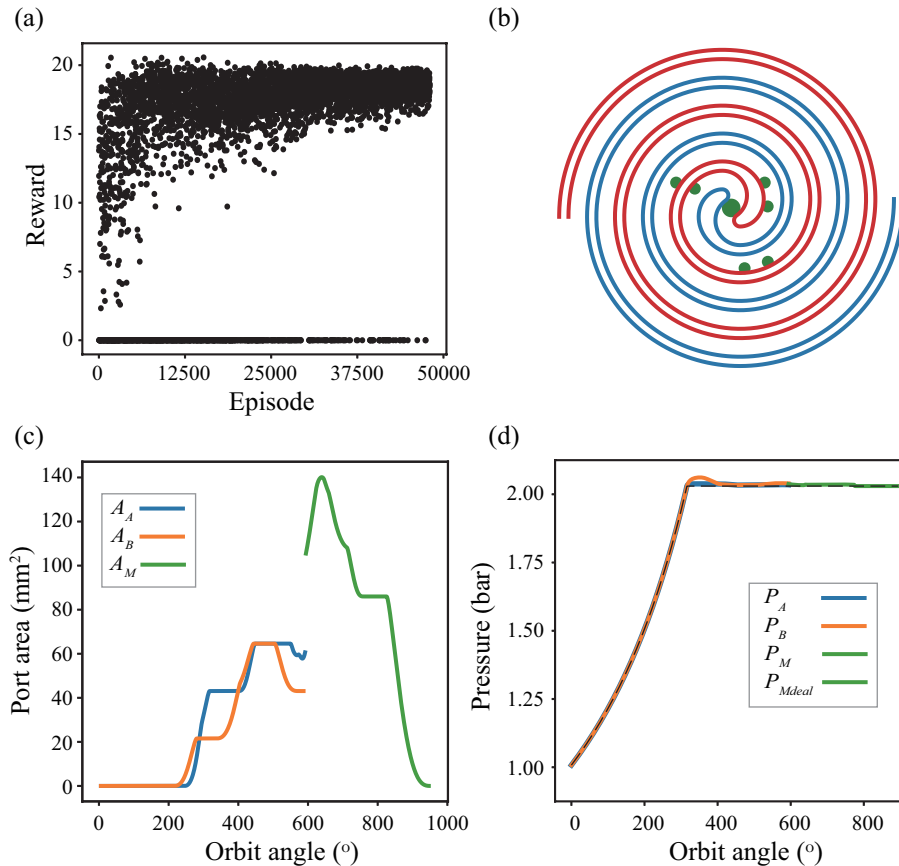 (a)
(b)
20
15
10
5
0
Reward
0 12500 25000 37500 50000
Episode
(c)
(d)
140
120
100
80
60
40
20
0
Port area (mm²)
A_A
A_B
A_M
0 200 400 600 800 1000
Orbit angle (°)
2.00
1.75
1.50
1.25
1.00
Pressure (bar)
P_A
P_B
P_M
P_Mdeal
0 200 400 600 800
Orbit angle (°)